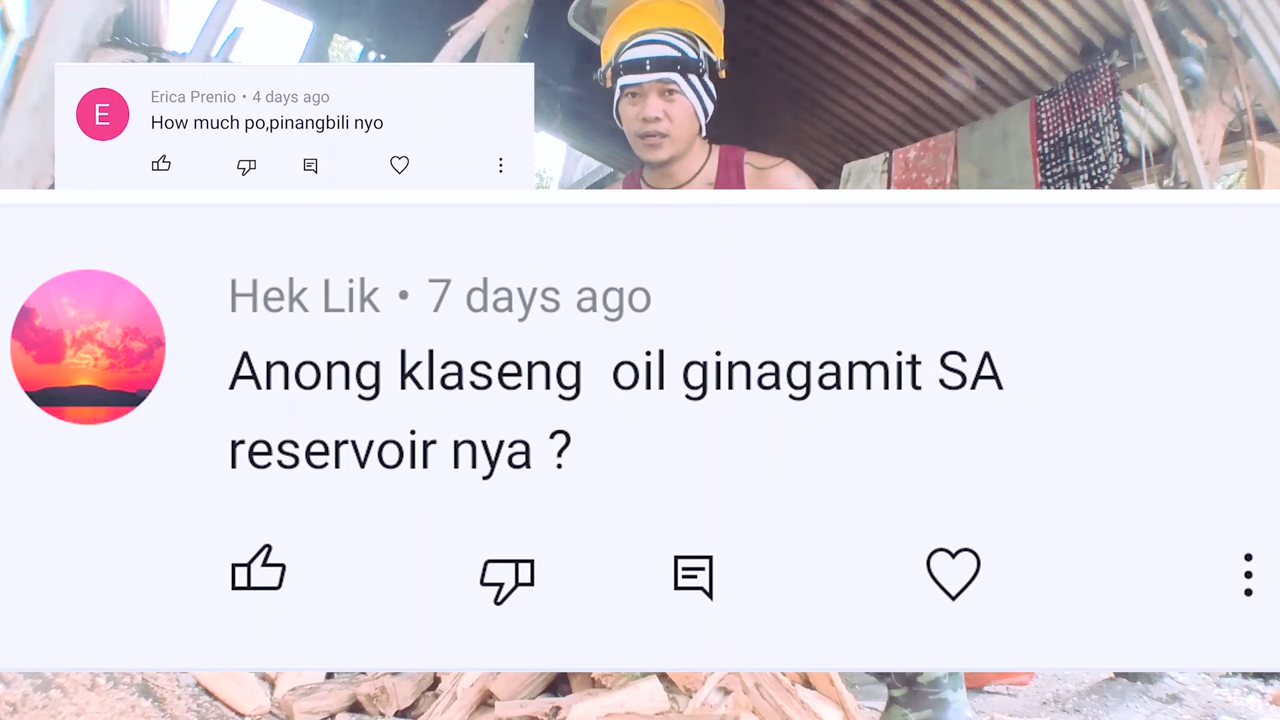 E
Erica Prenio • 4 days ago
How much po,pinangbili nyo
Hek Lik • 7 days ago
Anong klaseng  oil ginagamit SA
reservoir nya ?